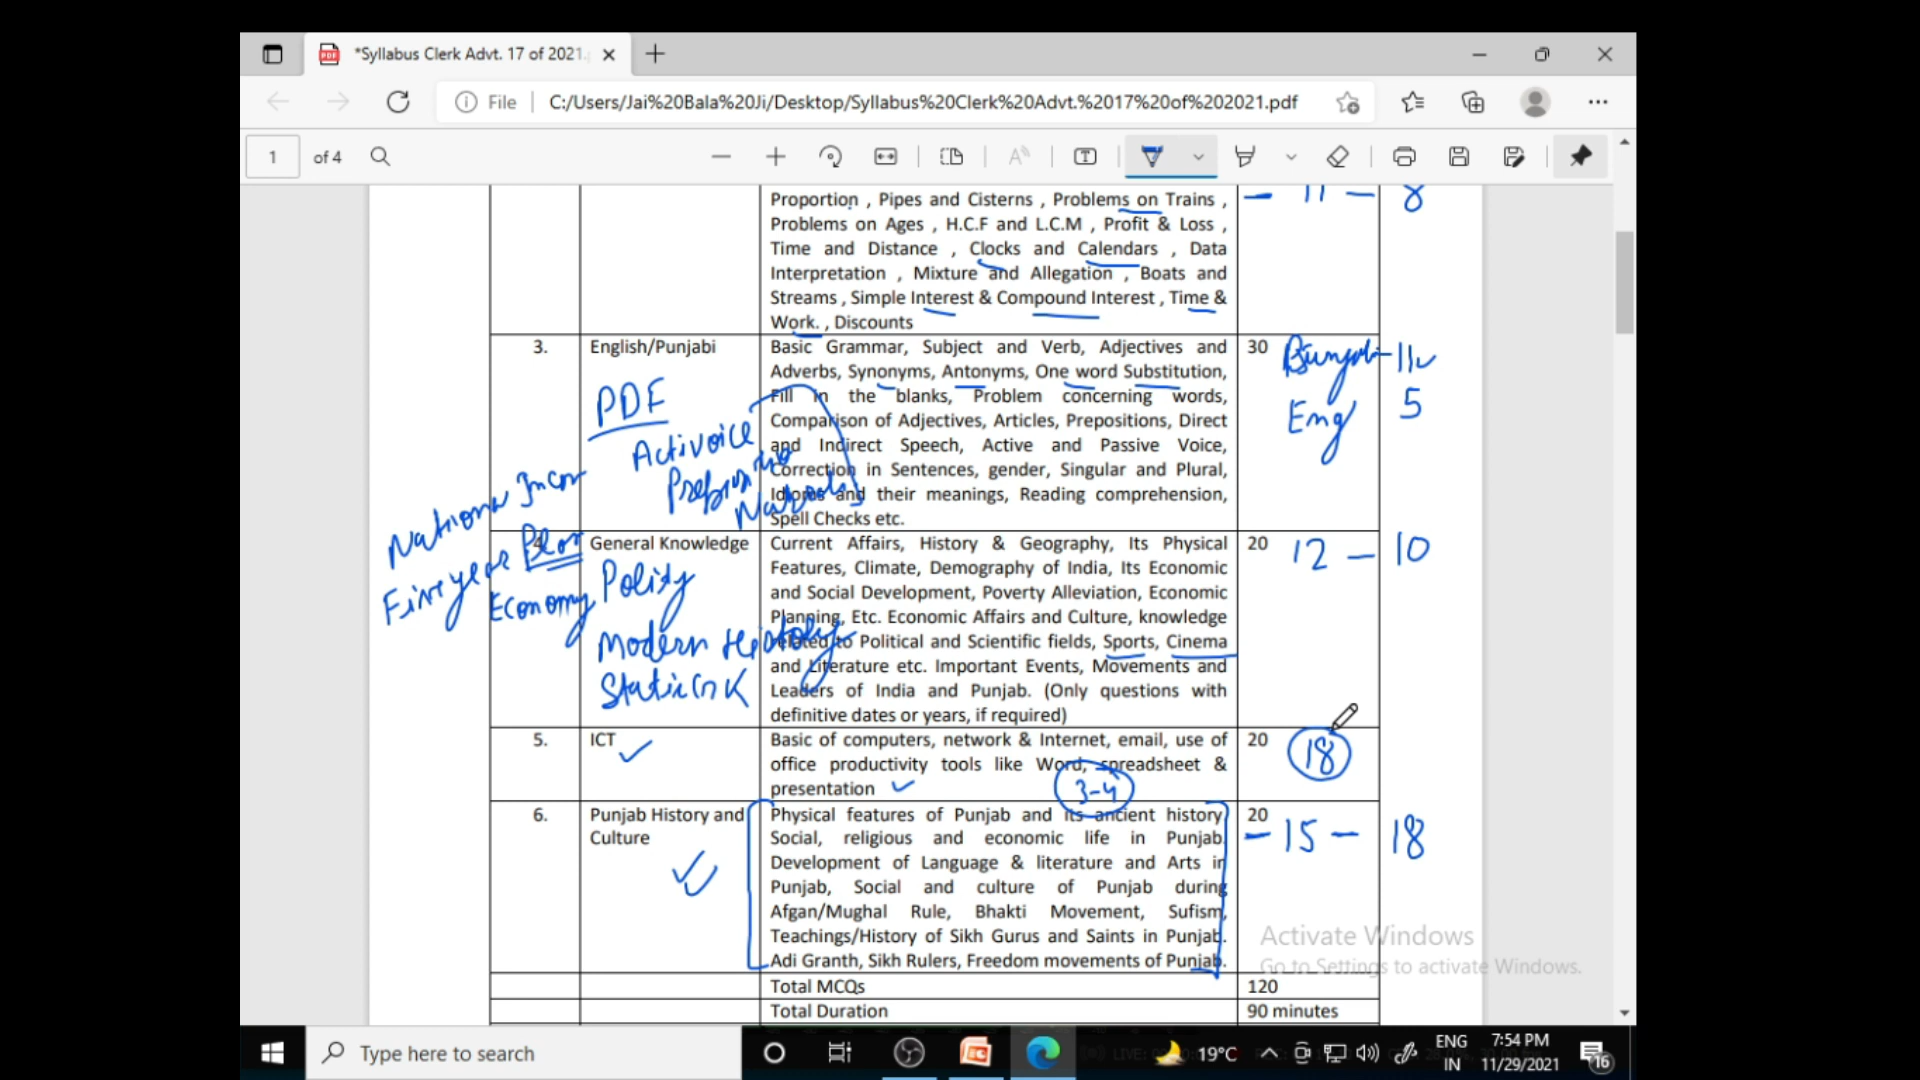 *Syllabus Clerk Advt. 17 of 2021.
File
C:/Users/Jai%20Bala%20Ji/Desktop/Syllabus%20Clerk%20Advt.%2017%20of%202021.pdf
1 of 4
Proportion , Pipes and Cisterns , Problems on Trains ,
Problems on Ages , H.C.F and L.C.M , Profit & Loss ,
Time and Distance , Clocks and Calendars , Data
Interpretation , Mixture and Allegation , Boats and
Streams , Simple Interest & Compound Interest , Time &
Work. , Discounts
- 11 - 8
3. English/Punjabi
Basic Grammar, Subject and Verb, Adjectives and
Adverbs, Synonyms, Antonyms, One word Substitution,
Fill in the blanks, Problem concerning words,
Comparison of Adjectives, Articles, Prepositions, Direct
and Indirect Speech, Active and Passive Voice,
Correction in Sentences, gender, Singular and Plural,
Idioms and their meanings, Reading comprehension,
Spell Checks etc.
30
Eng 5
PDF
Activoice
National
Five year Plan
Economy
4. General Knowledge
Polity
Modern History
Static GK
Current Affairs, History & Geography, Its Physical
Features, Climate, Demography of India, Its Economic
and Social Development, Poverty Alleviation, Economic
Planning, Etc. Economic Affairs and Culture, knowledge
related to Political and Scientific fields, Sports, Cinema
and Literature etc. Important Events, Movements and
Leaders of India and Punjab. (Only questions with
definitive dates or years, if required)
20
12 - 10
5. ICT
Basic of computers, network & Internet, email, use of
office productivity tools like Word, spreadsheet &
presentation
3-4
20
18
6. Punjab History and
Culture
Physical features of Punjab and its ancient history
Social, religious and economic life in Punjab.
Development of Language & literature and Arts in
Punjab, Social and culture of Punjab during
Afgan/Mughal Rule, Bhakti Movement, Sufism,
Teachings/History of Sikh Gurus and Saints in Punjab.
Adi Granth, Sikh Rulers, Freedom movements of Punjab.
20
- 15 - 18
Total MCQs 120
Total Duration 90 minutes
Activate Windows
Go to Settings to activate Windows.
Type here to search
19°C
ENG
IN
7:54 PM
11/29/2021
16